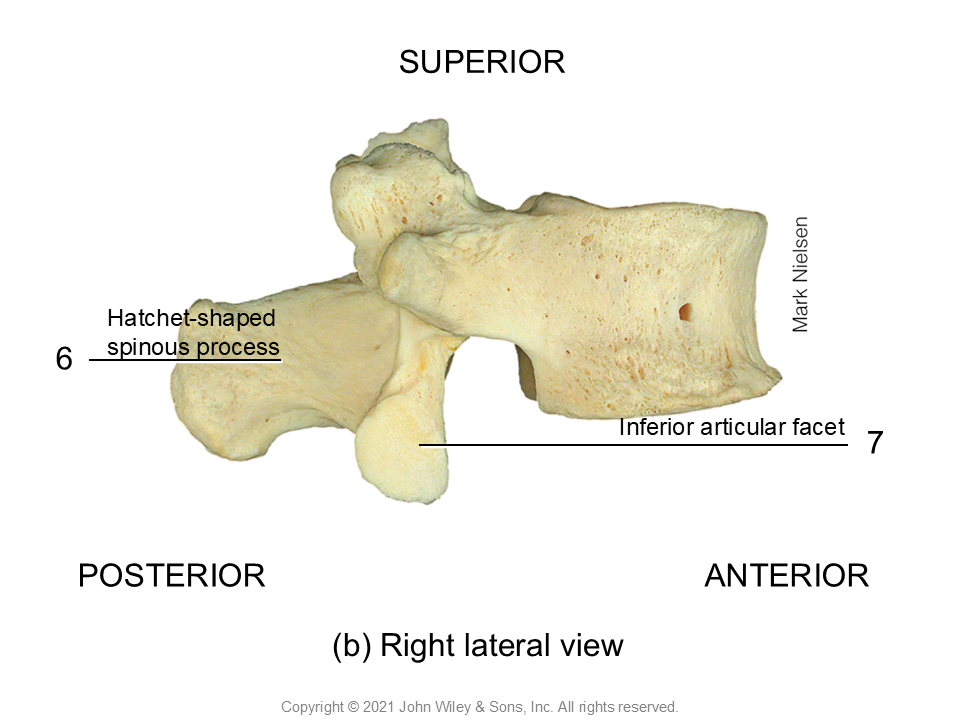 SUPERIOR
Mark Nielsen
Hatchet-shaped
spinous process
6
Inferior articular facet
7
POSTERIOR
ANTERIOR
(b) Right lateral view
Copyright © 2021 John Wiley & Sons, Inc. All rights reserved.